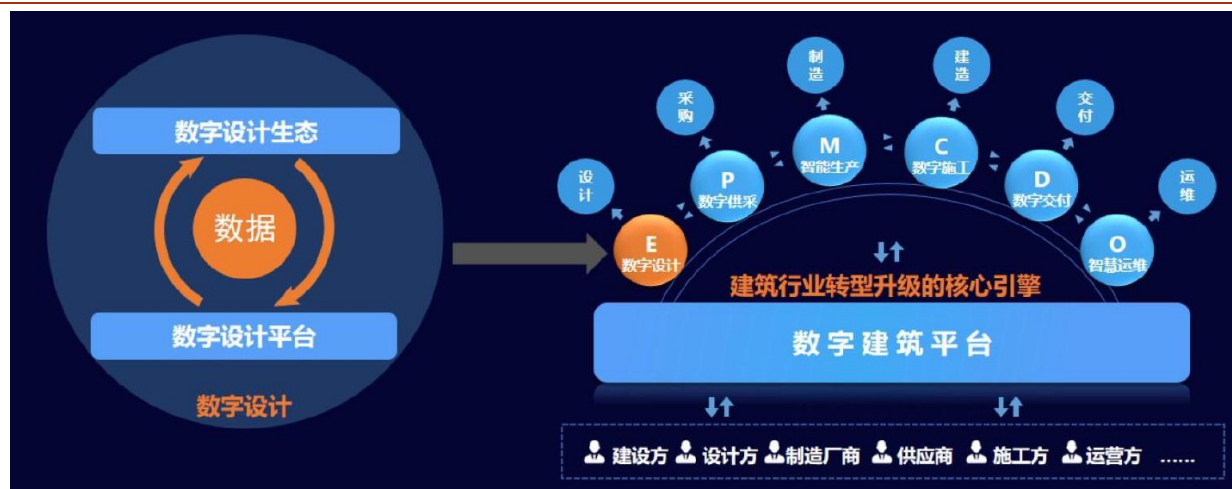 数字设计生态
数据
数字设计平台
数字设计
设计
采购
制造
建造
交付
运维
E
数字设计
P
数字供采
M
智能生产
C
数字施工
D
数字交付
O
智慧运维
建筑行业转型升级的核心引擎
数字建筑平台
建设方 设计方 制造厂商 供应商 施工方 运营方 ……